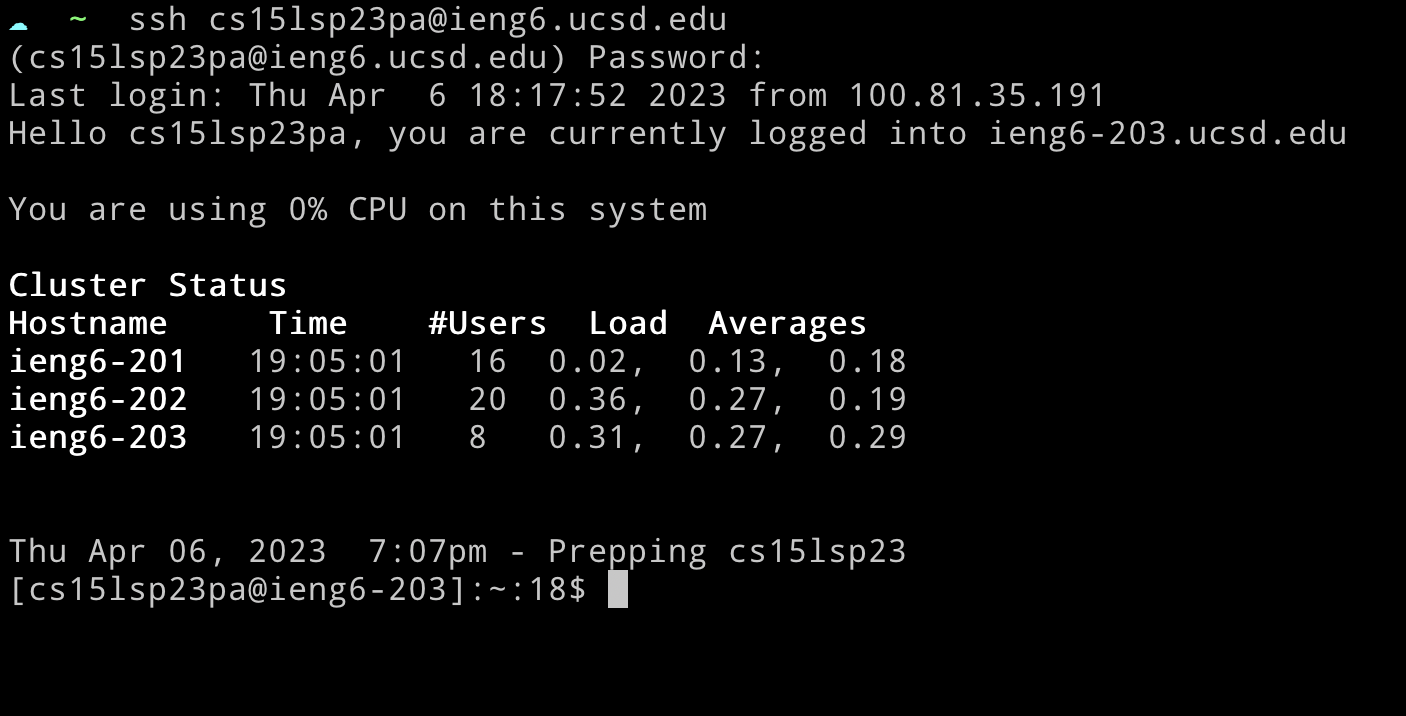 ☁  ~  ssh cs15lsp23pa@ieng6.ucsd.edu
(cs15lsp23pa@ieng6.ucsd.edu) Password:
Last login: Thu Apr  6 18:17:52 2023 from 100.81.35.191
Hello cs15lsp23pa, you are currently logged into ieng6-203.ucsd.edu
You are using 0% CPU on this system
Cluster Status
Hostname     Time    #Users  Load  Averages
ieng6-201   19:05:01   16  0.02,  0.13,  0.18
ieng6-202   19:05:01   20  0.36,  0.27,  0.19
ieng6-203   19:05:01   8   0.31,  0.27,  0.29
Thu Apr 06, 2023  7:07pm - Prepping cs15lsp23
[cs15lsp23pa@ieng6-203]:~:18$